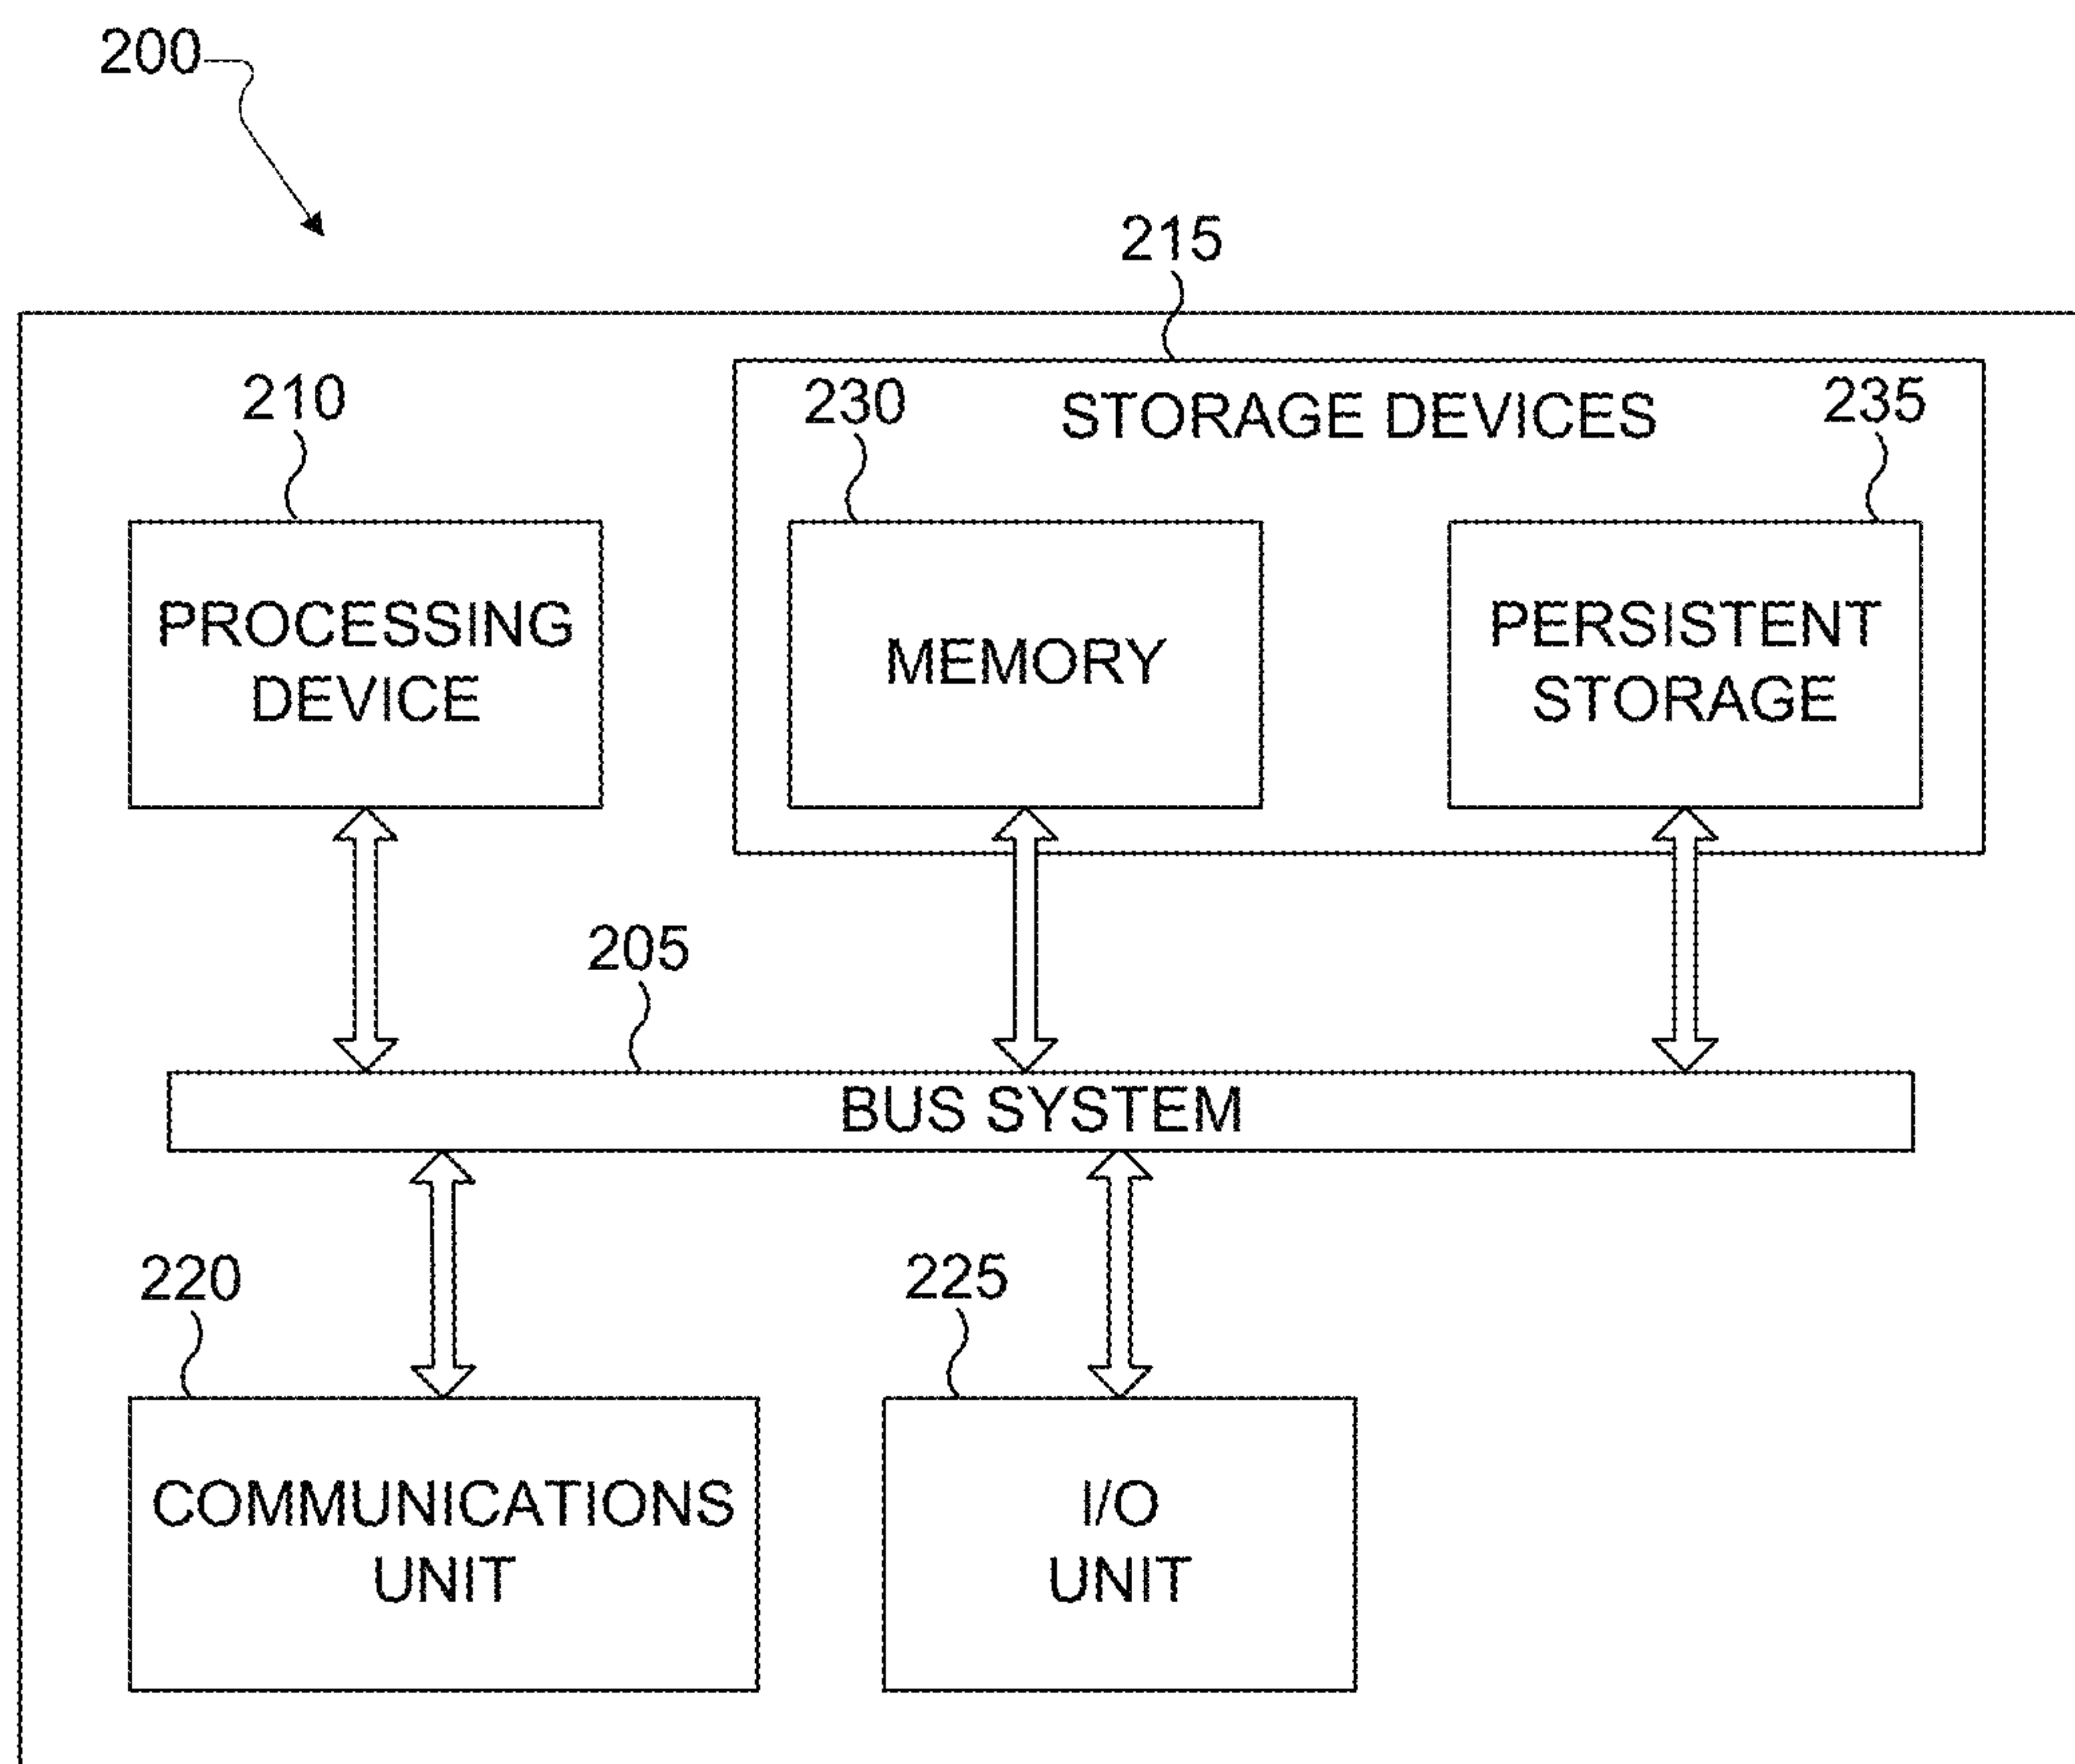 200
215
210
230
STORAGE DEVICES
235
PROCESSING
DEVICE
MEMORY
PERSISTENT
STORAGE
205
BUS SYSTEM
220
225
COMMUNICATIONS
UNIT
I/O
UNIT